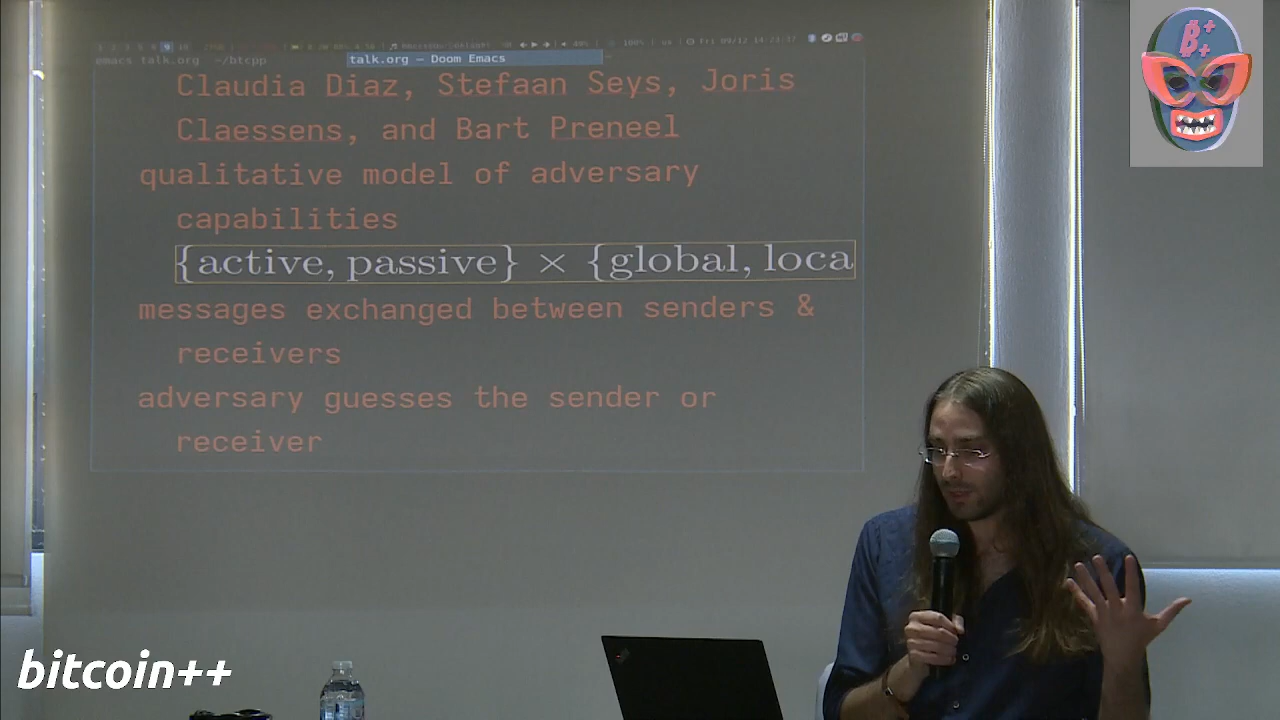 emacs talk.org ~/btcpp
talk.org — Doom Emacs
Claudia Diaz, Stefaan Seys, Joris
Claessens, and Bart Preneel
qualitative model of adversary
capabilities
{active, passive} × {global, loca
messages exchanged between senders &
receivers
adversary guesses the sender or
receiver
bitcoin++